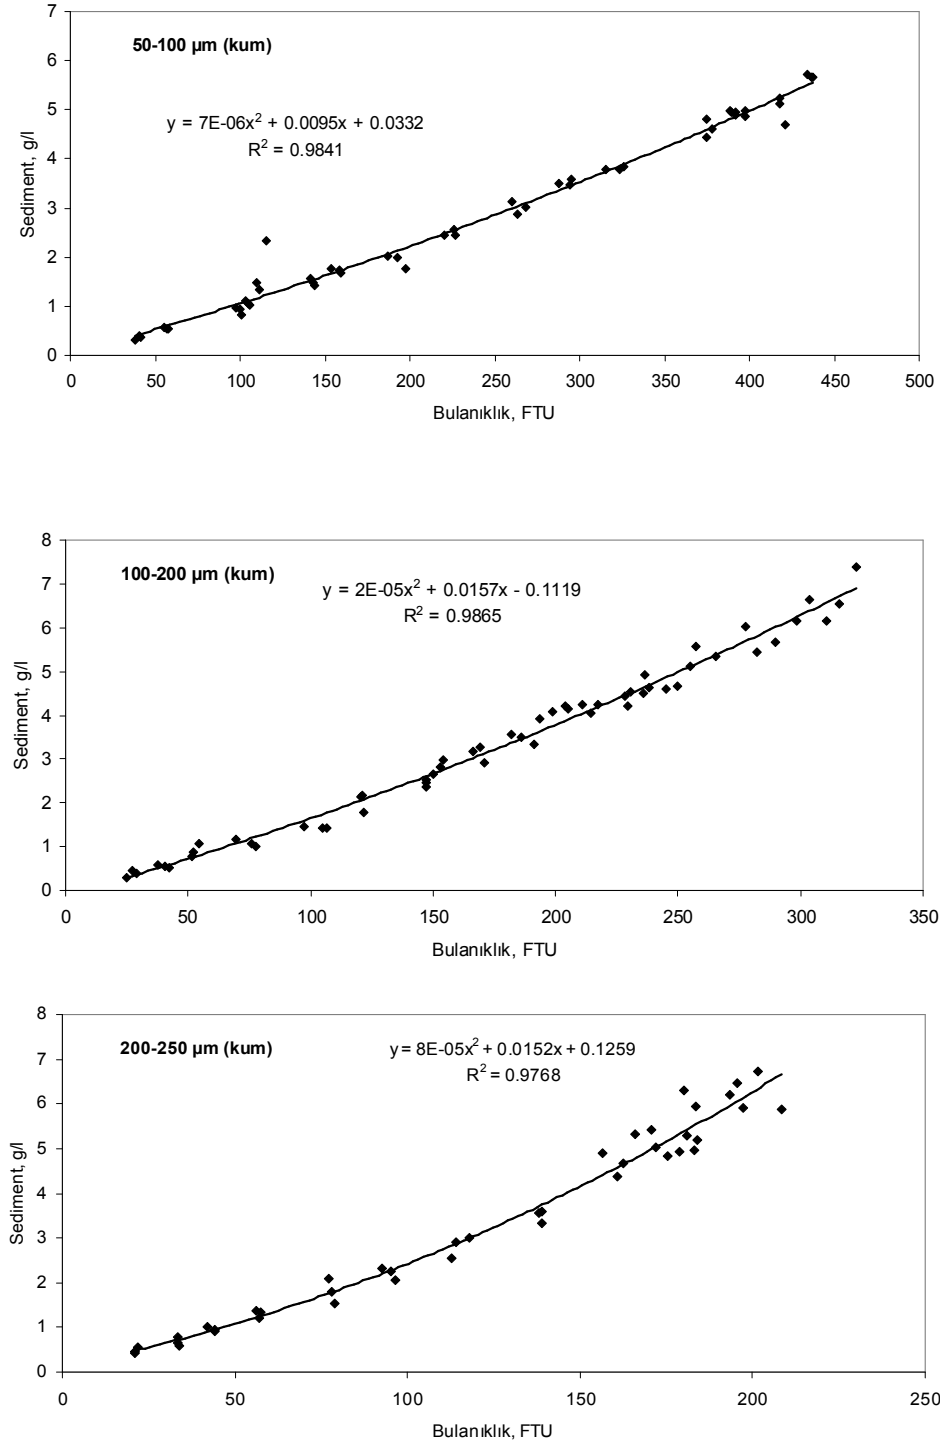 7
6
5
4
3
2
1
0
Sediment, g/l
50-100 µm (kum)
y = 7E-06x² + 0.0095x + 0.0332
R² = 0.9841
0 50 100 150 200 250 300 350 400 450 500
Bulanıklık, FTU
8
7
6
5
4
3
2
1
0
Sediment, g/l
100-200 µm (kum)
y = 2E-05x² + 0.0157x - 0.1119
R² = 0.9865
0 50 100 150 200 250 300 350
Bulanıklık, FTU
8
7
6
5
4
3
2
1
0
Sediment, g/l
200-250 µm (kum)
y = 8E-05x² + 0.0152x + 0.1259
R² = 0.9768
0 50 100 150 200 250
Bulanıklık, FTU